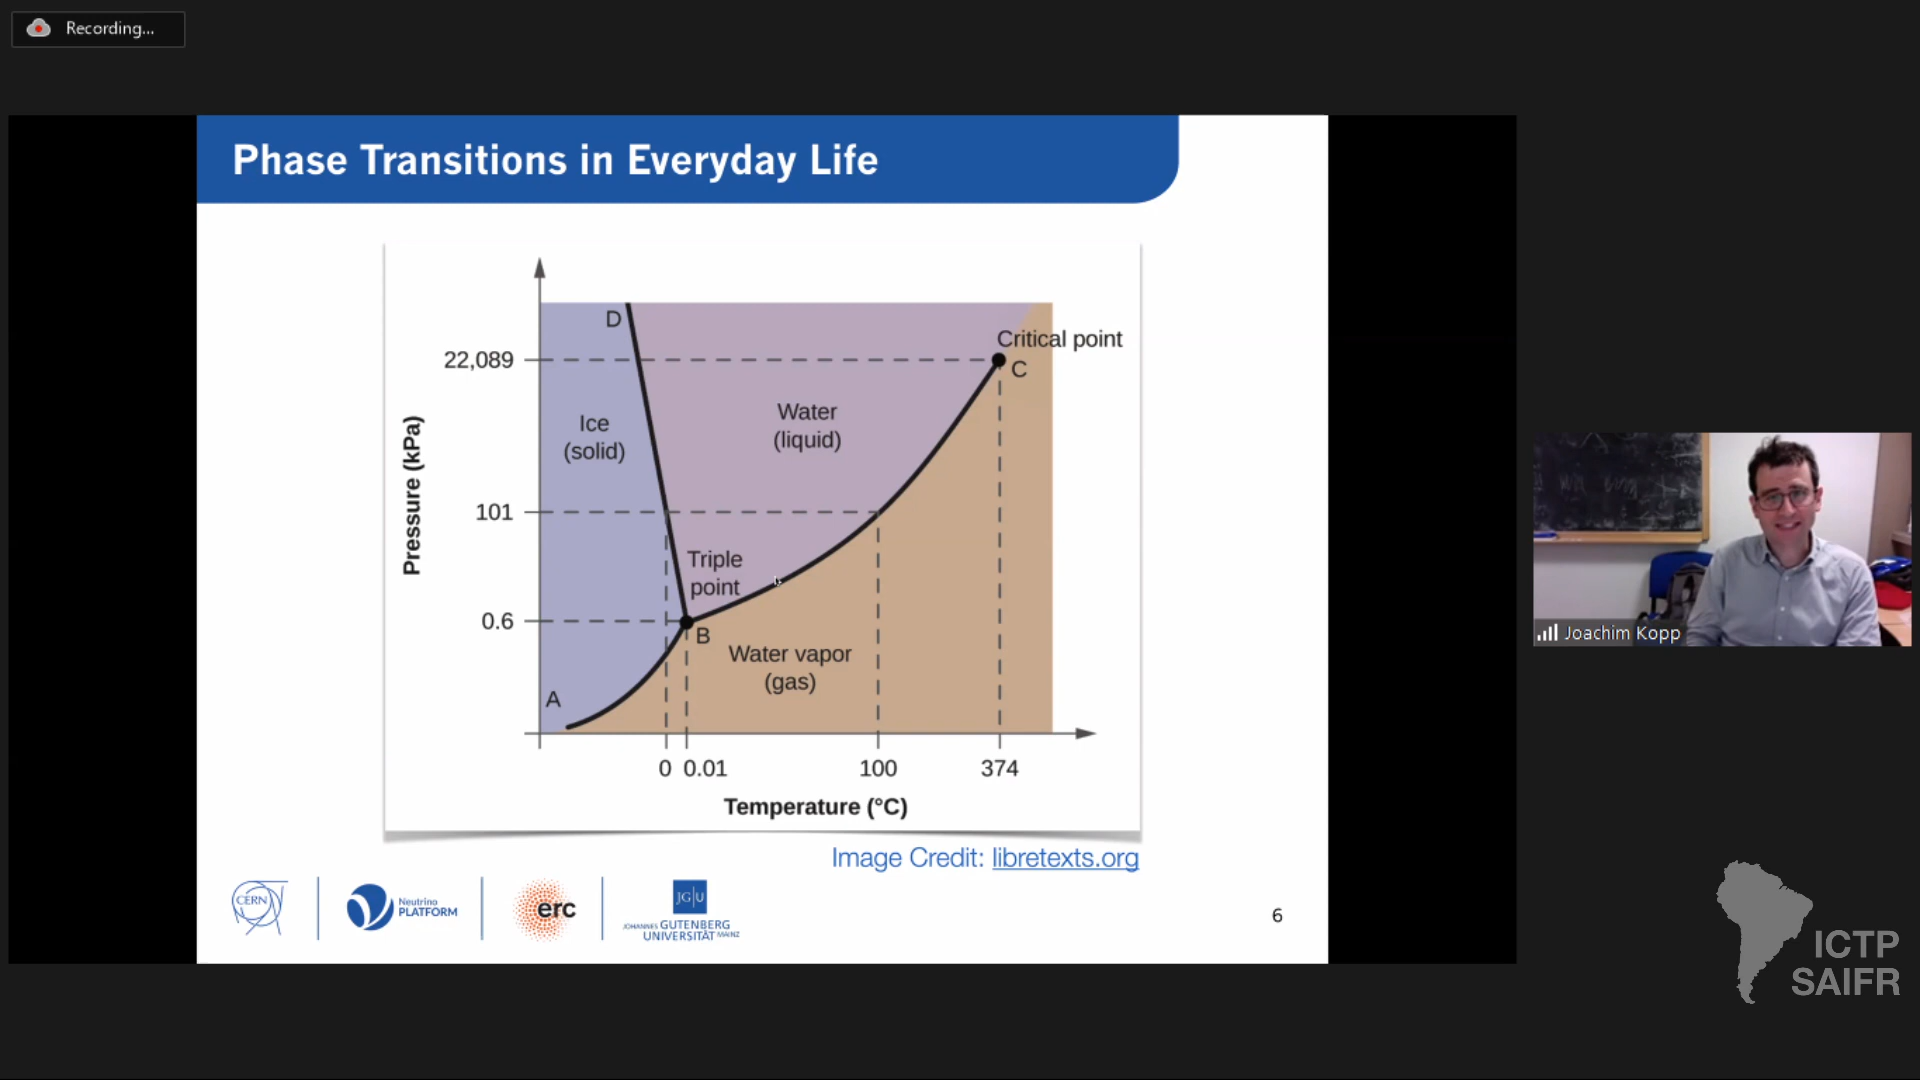 Recording...
Phase Transitions in Everyday Life
D
Critical point
22,089
C
Ice
(solid)
Water
(liquid)
Pressure (kPa)
101
Triple
point
0.6
B
Water vapor
(gas)
A
0
0.01
100
374
Temperature (°C)
Image Credit: libretexts.org
CERN
Neutrino
PLATFORM
erc
JG|U
JOHANNES GUTENBERG
UNIVERSITÄT MAINZ
6
Joachim Kopp
ICTP
SAIFR